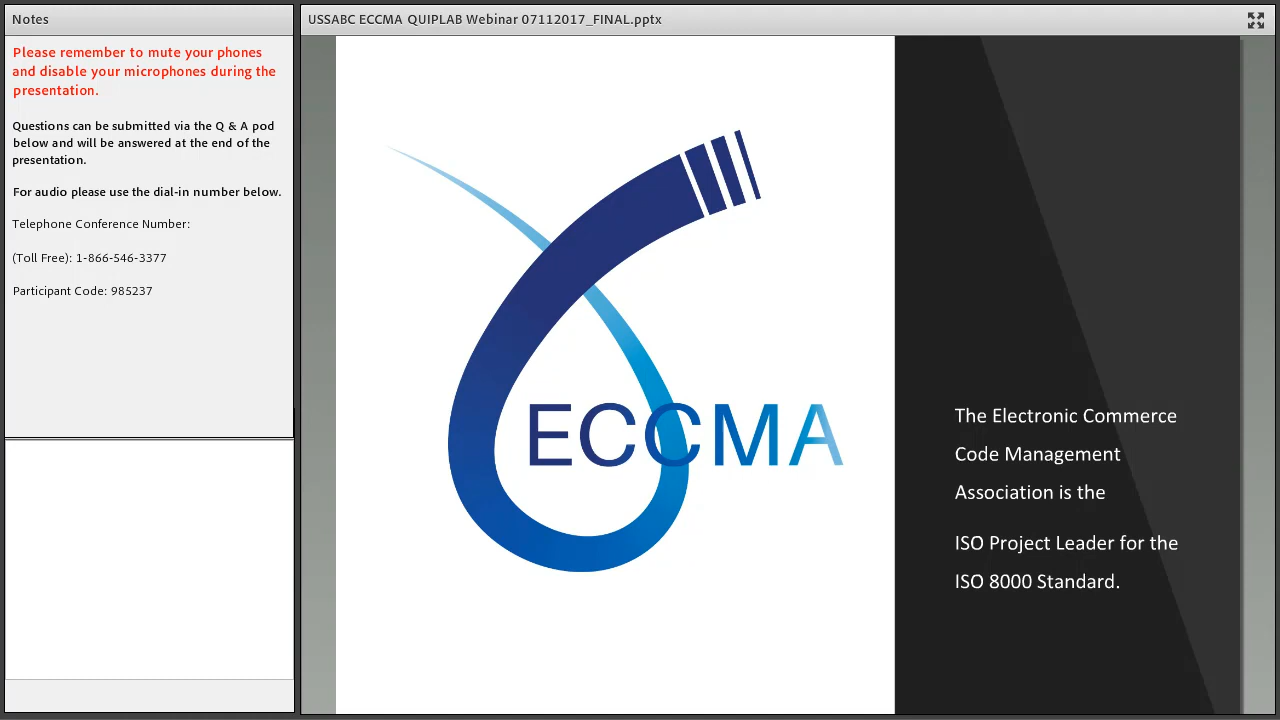 Notes
Please remember to mute your phones
and disable your microphones during the
presentation.
Questions can be submitted via the Q & A pod
below and will be answered at the end of the
presentation.
For audio please use the dial-in number below.
Telephone Conference Number:
(Toll Free): 1-866-546-3377
Participant Code: 985237
USSABC ECCMA QUIPLAB Webinar 07112017_FINAL.pptx
ECCMA
The Electronic Commerce
Code Management
Association is the
ISO Project Leader for the
ISO 8000 Standard.